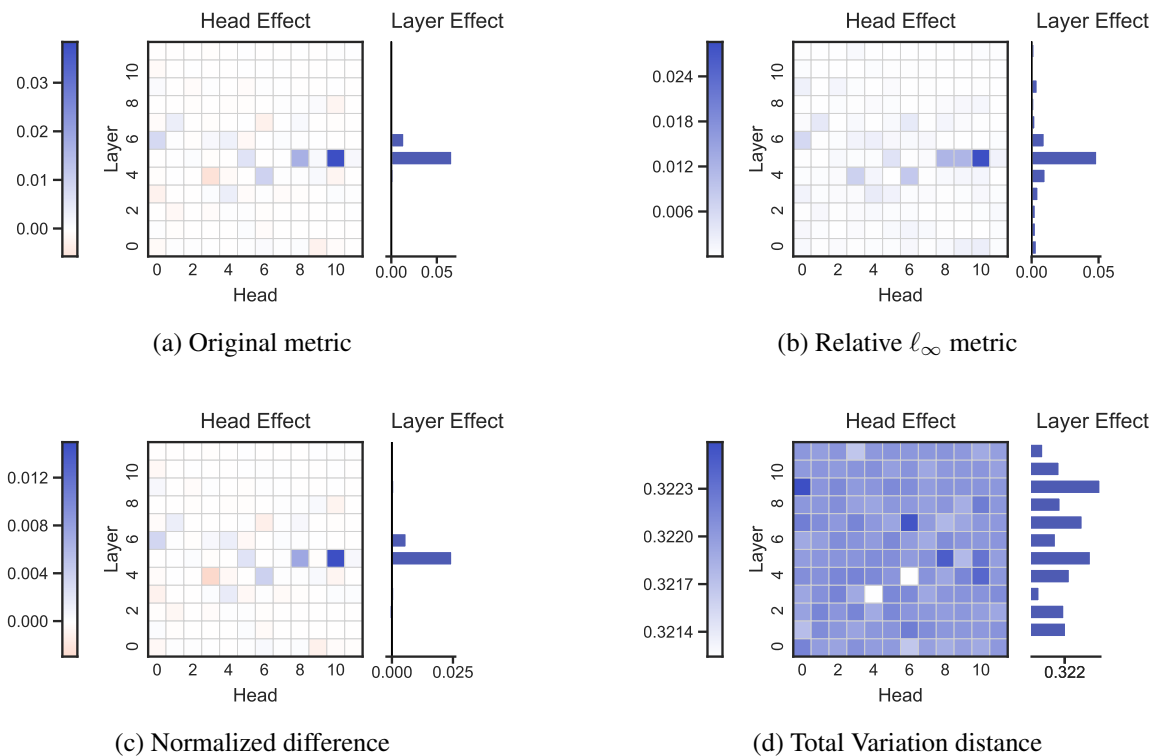 Head Effect
Layer Effect
0.03
0.02
0.01
0.00
Layer
10
8
6
4
2
0
0 2 4 6 8 10
Head
0.00 0.05
(a) Original metric
Head Effect
Layer Effect
0.024
0.018
0.012
0.006
Layer
10
8
6
4
2
0
0 2 4 6 8 10
Head
0.00 0.05
(b) Relative ℓ∞ metric
Head Effect
Layer Effect
0.012
0.008
0.004
0.000
Layer
10
8
6
4
2
0
0 2 4 6 8 10
Head
0.000 0.025
(c) Normalized difference
Head Effect
Layer Effect
0.3223
0.3220
0.3217
0.3214
Layer
10
8
6
4
2
0
0 2 4 6 8 10
Head
0.322
(d) Total Variation distance